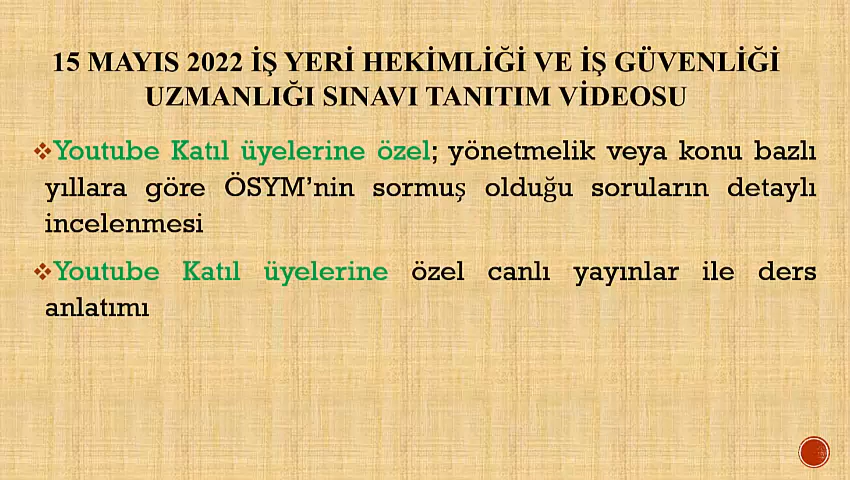 15 MAYIS 2022 İŞ YERİ HEKİMLİĞİ VE İŞ GÜVENLİĞİ
UZMANLIĞI SINAVI TANITIM VİDEOSU
❖Youtube Katıl üyelerine özel; yönetmelik veya konu bazlı
yıllara göre ÖSYM’nin sormuş olduğu soruların detaylı
incelenmesi
❖Youtube Katıl üyelerine özel canlı yayınlar ile ders
anlatımı